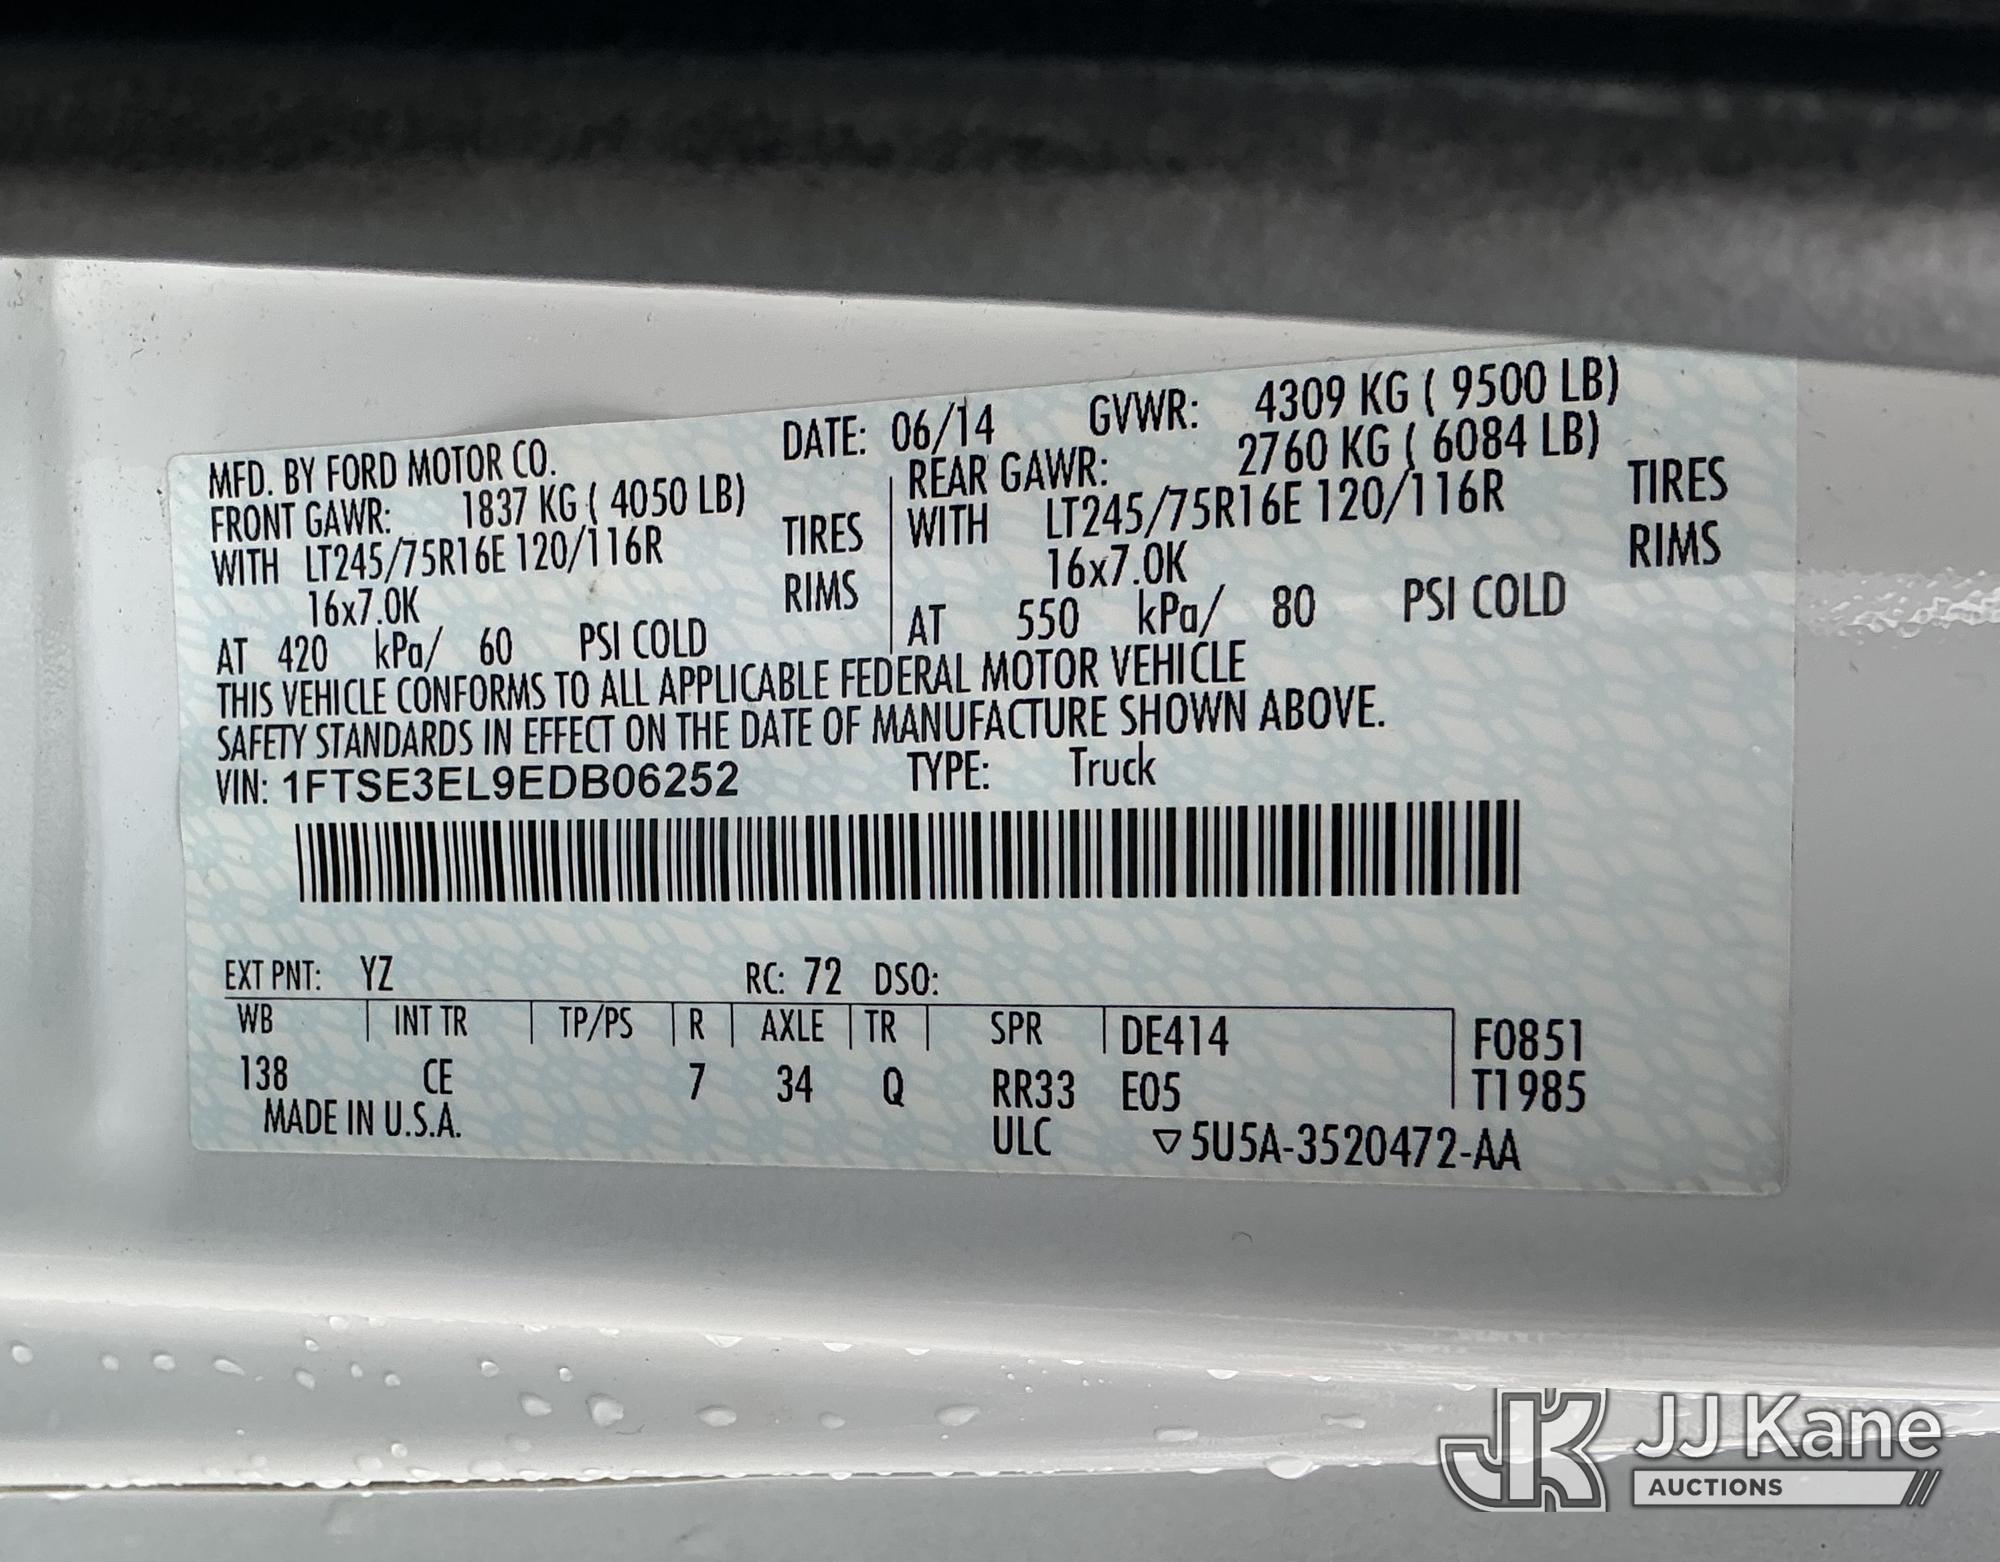 MFD. BY FORD MOTOR CO. DATE: 06/14 GVWR: 4309 KG ( 9500 LB)
FRONT GAWR: 1837 KG ( 4050 LB) REAR GAWR: 2760 KG ( 6084 LB)
WITH LT245/75R16E 120/116R TIRES WITH LT245/75R16E 120/116R TIRES
16x7.0K RIMS 16x7.0K RIMS
AT 420 kPa/ 60 PSI COLD AT 550 kPa/ 80 PSI COLD
THIS VEHICLE CONFORMS TO ALL APPLICABLE FEDERAL MOTOR VEHICLE
SAFETY STANDARDS IN EFFECT ON THE DATE OF MANUFACTURE SHOWN ABOVE.
VIN: 1FTSE3EL9EDB06252 TYPE: Truck
EXT PNT: YZ RC: 72 DSO:
WB INT TR TP/PS R AXLE TR SPR DE414 F0851
138 CE 7 34 Q RR33 E05 T1985
MADE IN U.S.A. ULC ▽5U5A-3520472-AA
JK JJ Kane
AUCTIONS